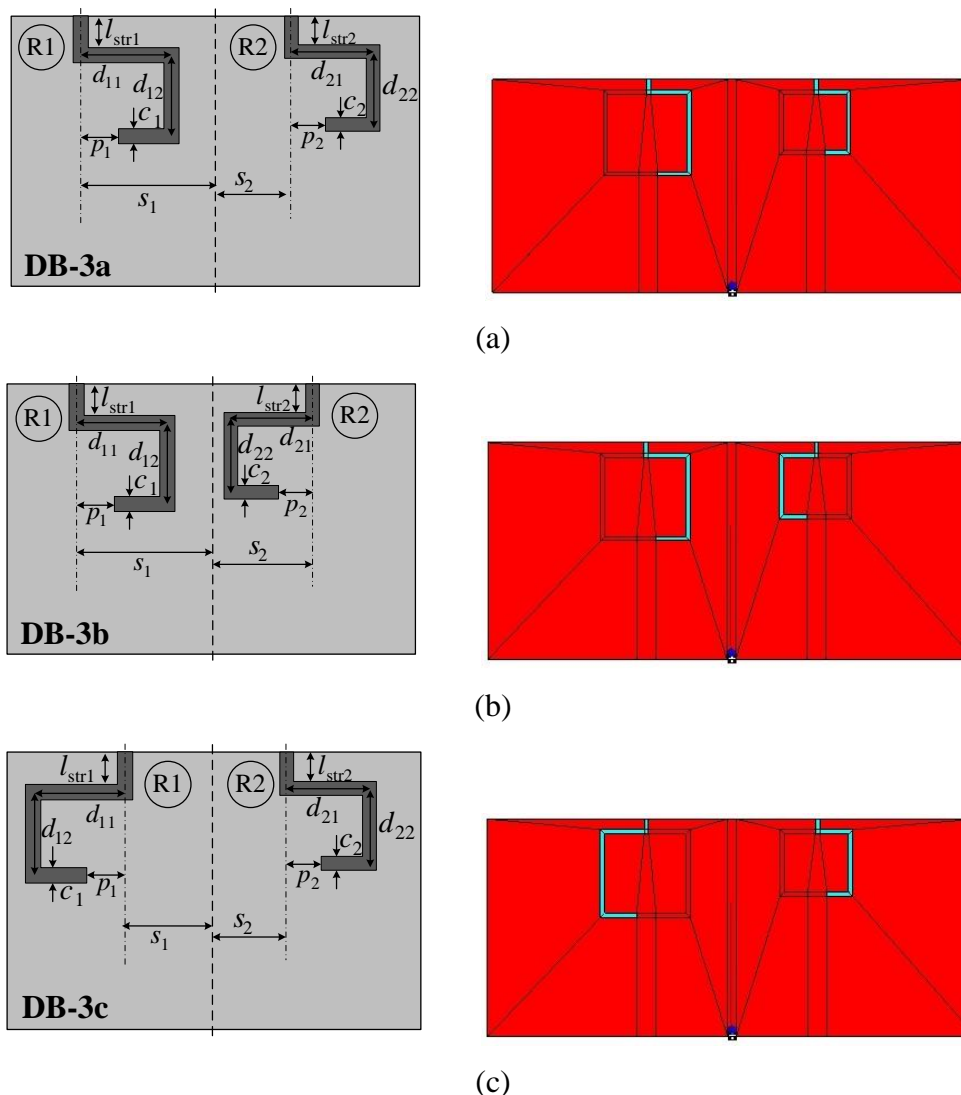 R1
l_str1
R2
l_str2
d_11
d_12
d_21
d_22
c_1
c_2
p_1
p_2
s_1
s_2
DB-3a
(a)
R1
l_str1
l_str2
R2
d_11
d_12
d_21
d_22
c_1
c_2
p_1
p_2
s_1
s_2
DB-3b
(b)
l_str1
R1
R2
l_str2
d_11
d_12
d_21
d_22
c_1
p_1
c_2
p_2
s_1
s_2
DB-3c
(c)